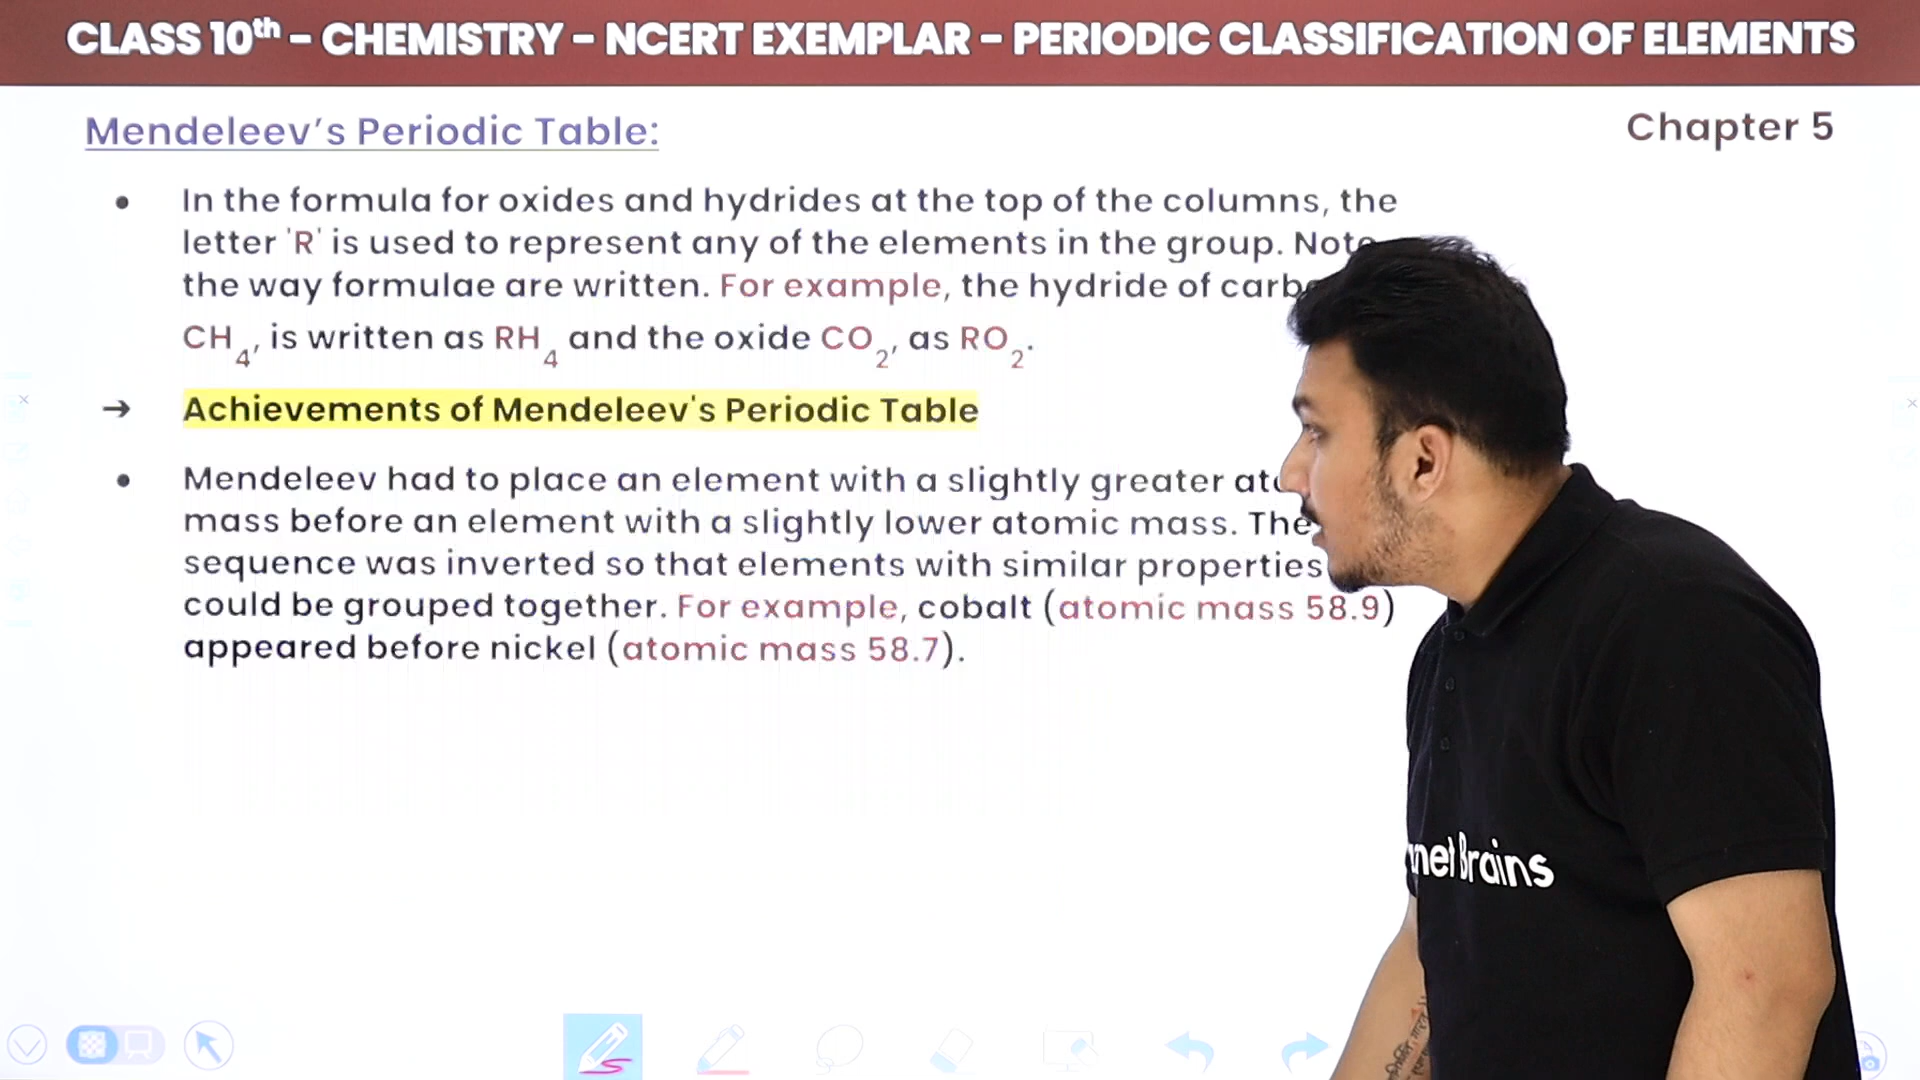 CLASS 10th - CHEMISTRY - NCERT EXEMPLAR - PERIODIC CLASSIFICATION OF ELEMENTS
Mendeleev's Periodic Table:
Chapter 5
• In the formula for oxides and hydrides at the top of the columns, the
letter 'R' is used to represent any of the elements in the group. Note
the way formulae are written. For example, the hydride of
CH4, is written as RH4 and the oxide CO2, as RO2.
→ Achievements of Mendeleev's Periodic Table
• Mendeleev had to place an element with a slightly greater
mass before an element with a slightly lower atomic mass. The
sequence was inverted so that elements with similar properties
could be grouped together. For example, cobalt (atomic mass 58.9)
appeared before nickel (atomic mass 58.7).
Brains